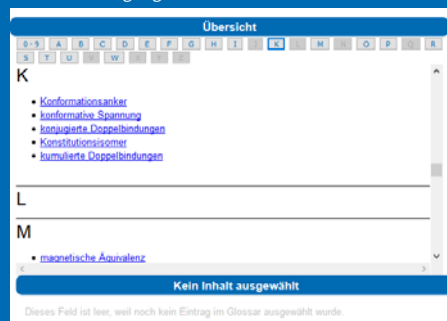 Übersicht
0-9 A B C D E F G H I J K L M N O P Q R
S T U V W X Y Z
K
Konformationsanker
konformative Spannung
konjugierte Doppelbindungen
Konstitutionsisomer
kumulierte Doppelbindungen
L
M
magnetische Äquivalenz
Kein Inhalt ausgewählt
Dieses Feld ist leer, weil noch kein Eintrag im Glossar ausgewählt wurde.